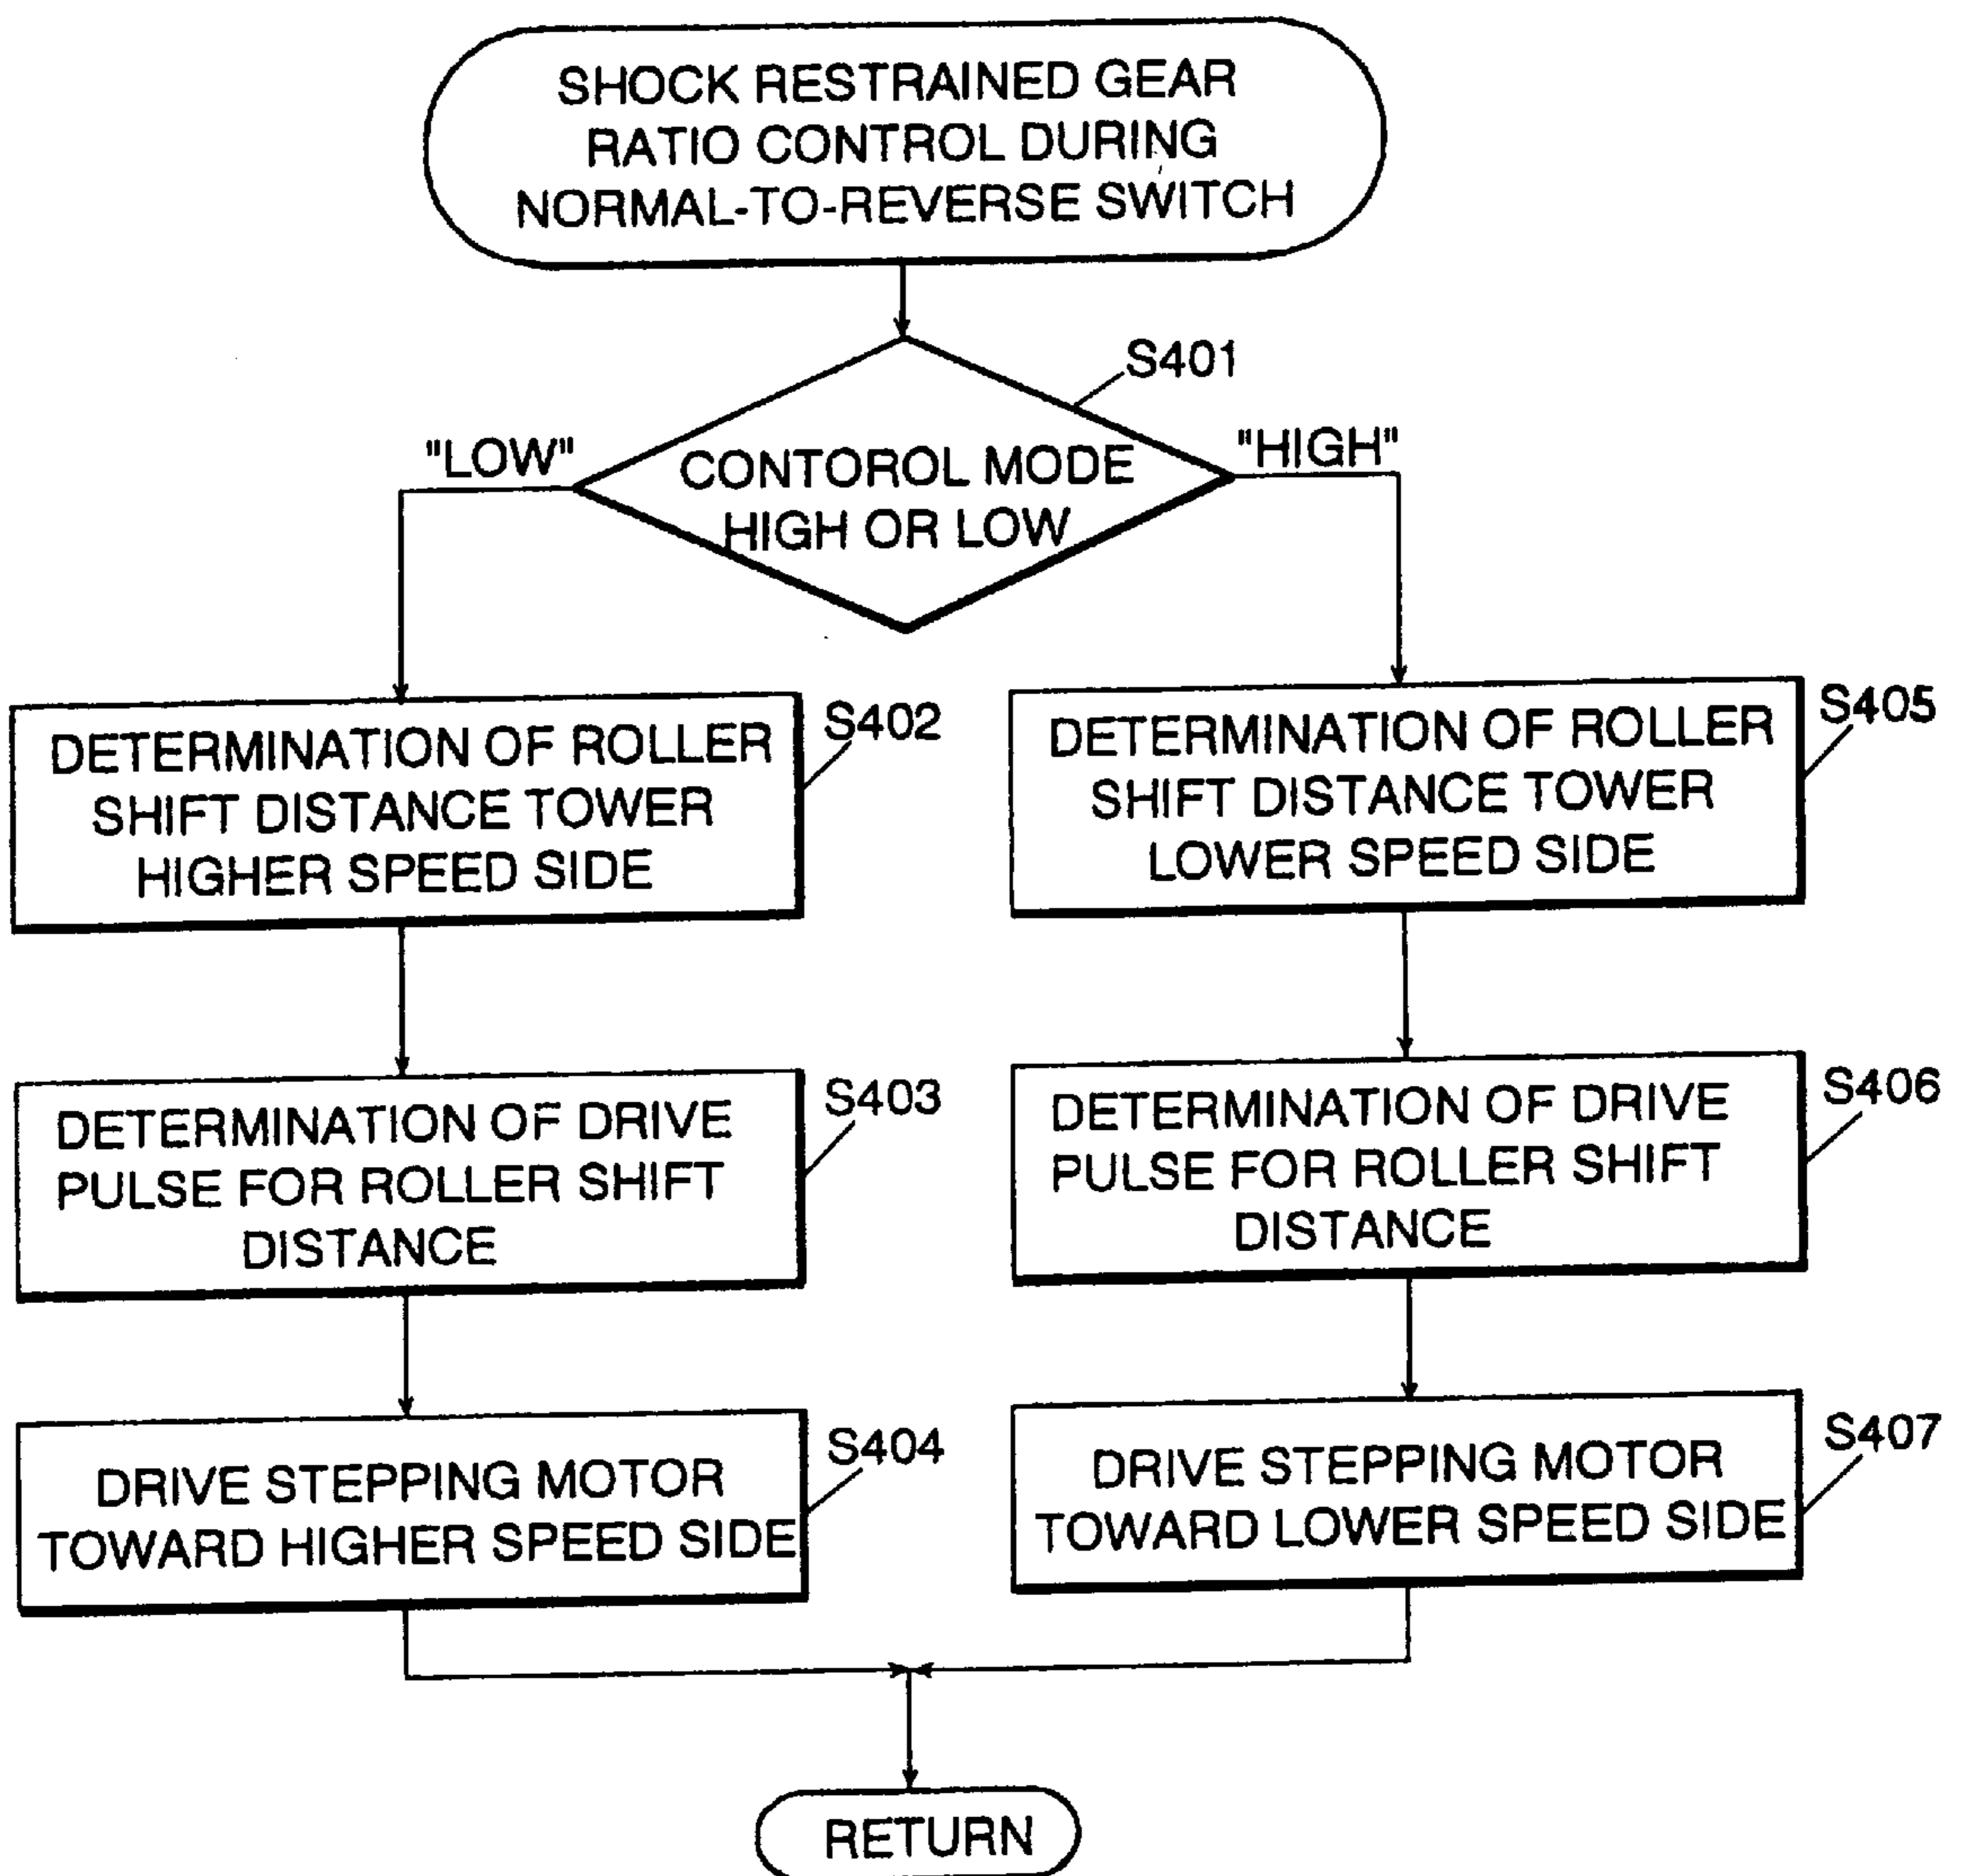 SHOCK RESTRAINED GEAR
RATIO CONTROL DURING
NORMAL-TO-REVERSE SWITCH
S401
"LOW"
"HIGH"
CONTOROL MODE
HIGH OR LOW
S402
DETERMINATION OF ROLLER
SHIFT DISTANCE TOWER
HIGHER SPEED SIDE
S405
DETERMINATION OF ROLLER
SHIFT DISTANCE TOWER
LOWER SPEED SIDE
S403
DETERMINATION OF DRIVE
PULSE FOR ROLLER SHIFT
DISTANCE
S406
DETERMINATION OF DRIVE
PULSE FOR ROLLER SHIFT
DISTANCE
S404
DRIVE STEPPING MOTOR
TOWARD HIGHER SPEED SIDE
S407
DRIVE STEPPING MOTOR
TOWARD LOWER SPEED SIDE
RETURN